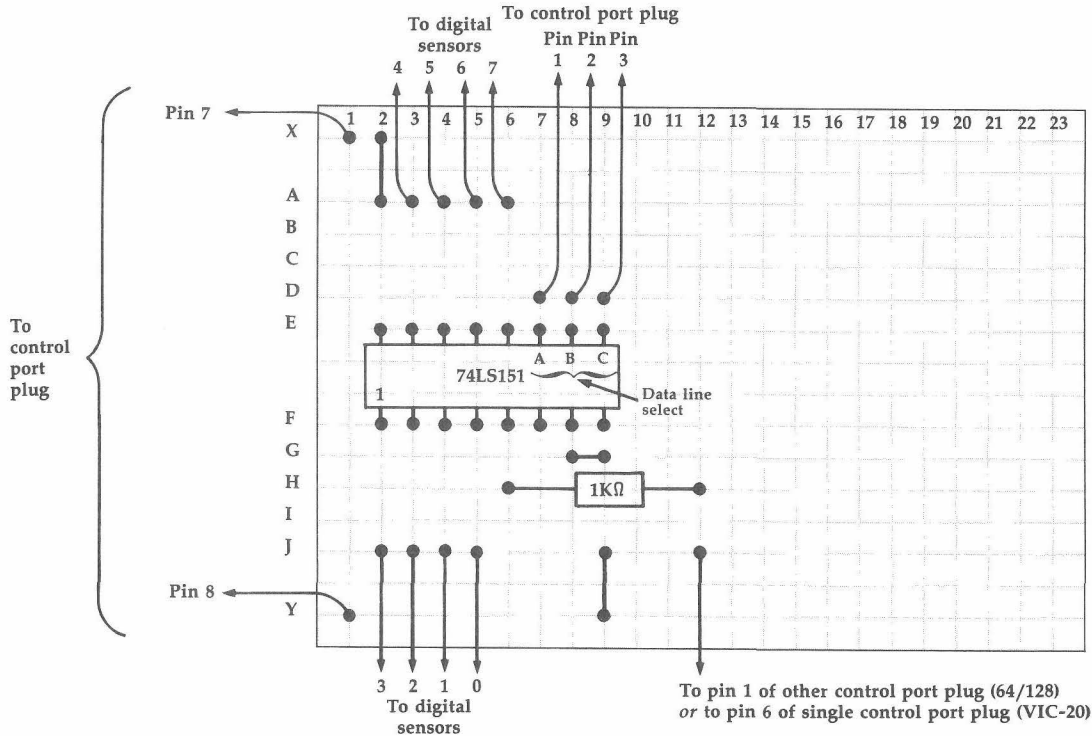 To control port plug
To digital
sensors
Pin Pin Pin
1 2 3
4 5 6 7
Pin 7
1 2 3 4 5 6 7 8 9 10 11 12 13 14 15 16 17 18 19 20 21 22 23
X
A
B
C
D
E
To
control
port
plug
A B C
74LS151
1
Data line
select
F
G
H
1KΩ
I
J
Pin 8
Y
3 2 1 0
To digital
sensors
To pin 1 of other control port plug (64/128)
or to pin 6 of single control port plug (VIC-20)